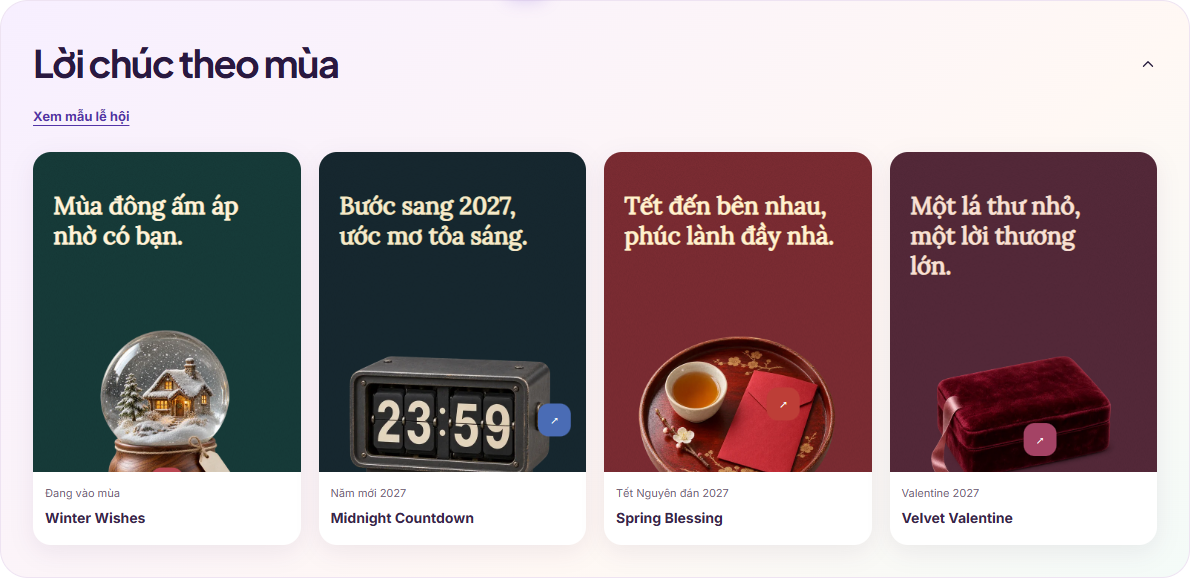 Lời chúc theo mùa
Xem mẫu lễ hội
Mùa đông ấm áp
nhờ có bạn.
Đang vào mùa
Winter Wishes
Bước sang 2027,
ước mơ tỏa sáng.
23:59
Năm mới 2027
Midnight Countdown
Tết đến bên nhau,
phúc lành đầy nhà.
Tết Nguyên đán 2027
Spring Blessing
Một lá thư nhỏ,
một lời thương
lớn.
Valentine 2027
Velvet Valentine